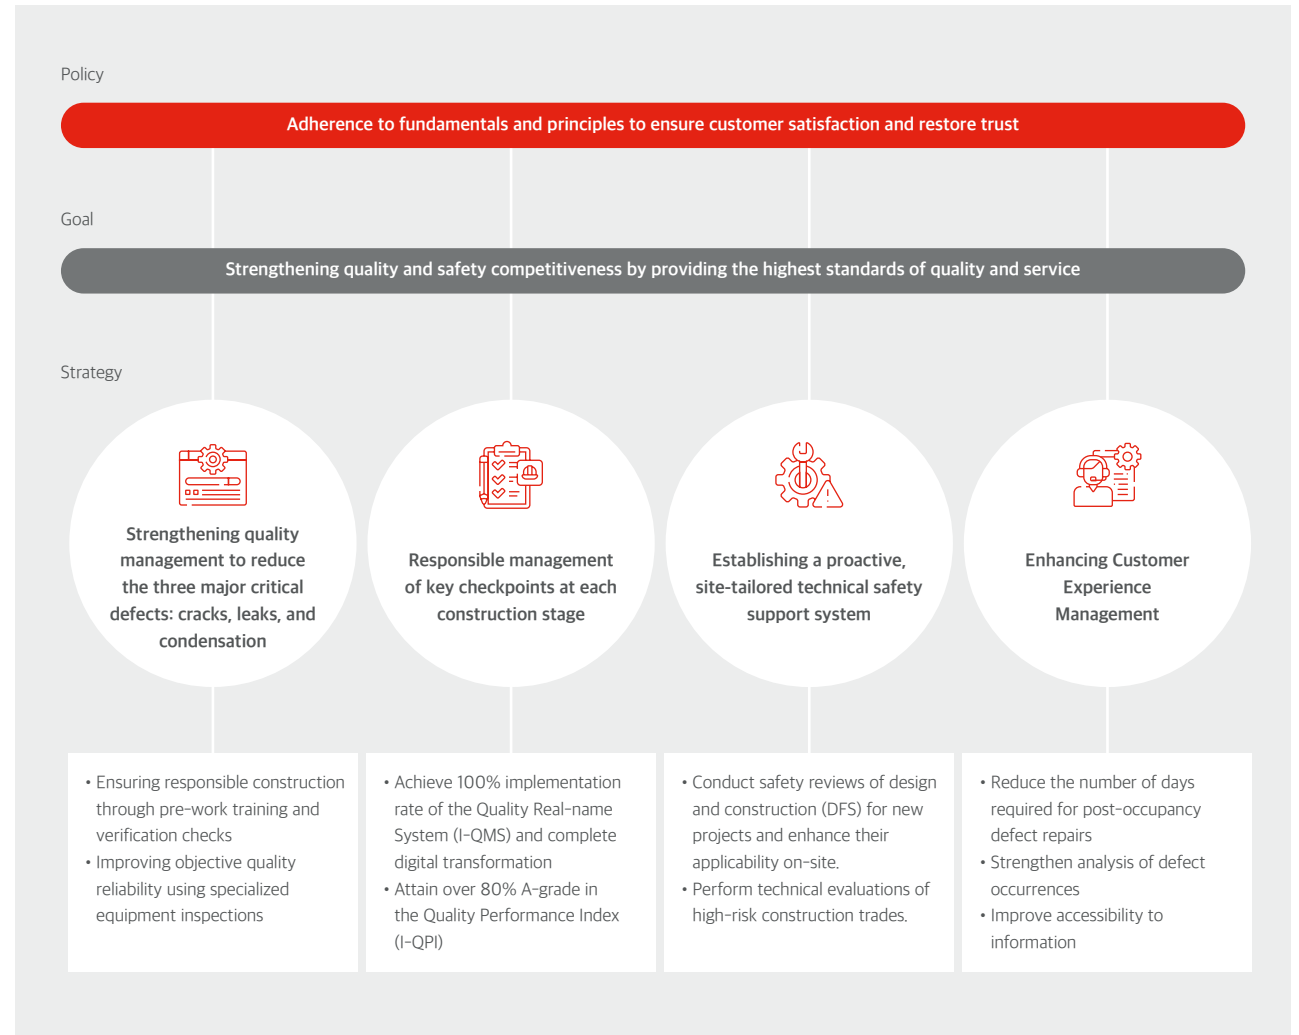 Policy
Adherence to fundamentals and principles to ensure customer satisfaction and restore trust
Goal
Strengthening quality and safety competitiveness by providing the highest standards of quality and service
Strategy
Strengthening quality
management to reduce
the three major critical
defects: cracks, leaks, and
condensation
Responsible management
of key checkpoints at each
construction stage
Establishing a proactive,
site-tailored technical safety
support system
Enhancing Customer
Experience
Management
• Ensuring responsible construction
through pre-work training and
verification checks
• Improving objective quality
reliability using specialized
equipment inspections
• Achieve 100% implementation
rate of the Quality Real-name
System (I-QMS) and complete
digital transformation
• Attain over 80% A-grade in
the Quality Performance Index
(I-QPI)
• Conduct safety reviews of design
and construction (DFS) for new
projects and enhance their
applicability on-site.
• Perform technical evaluations of
high-risk construction trades.
• Reduce the number of days
required for post-occupancy
defect repairs
• Strengthen analysis of defect
occurrences
• Improve accessibility to
information